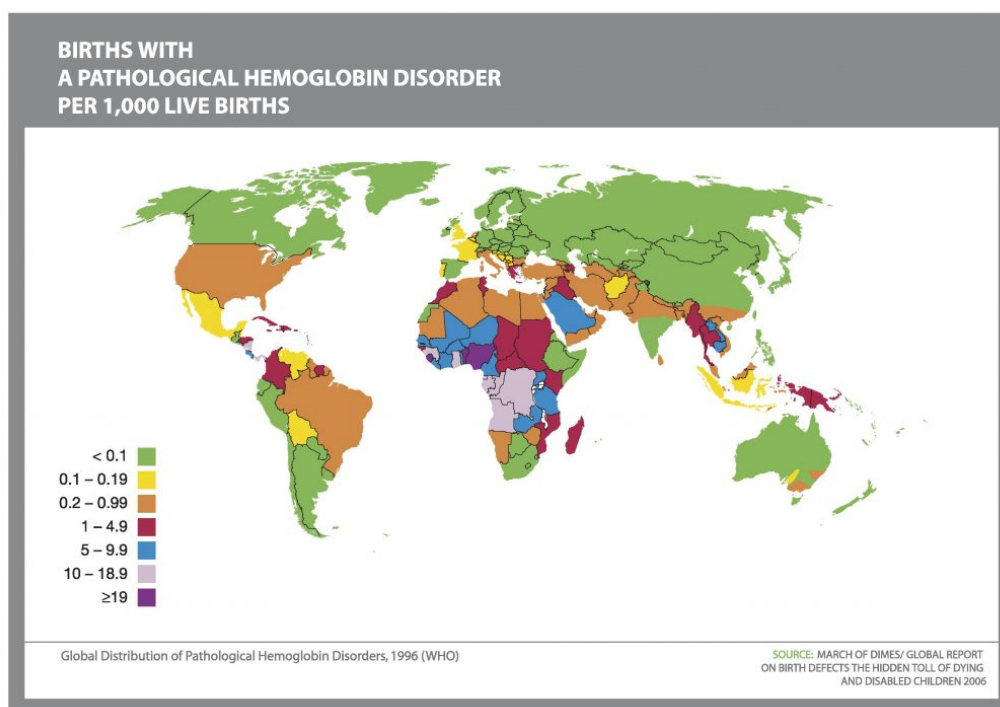 BIRTHS WITH
A PATHOLOGICAL HEMOGLOBIN DISORDER
PER 1,000 LIVE BIRTHS
< 0.1
0.1 – 0.19
0.2 – 0.99
1 – 4.9
5 – 9.9
10 – 18.9
≥19
Global Distribution of Pathological Hemoglobin Disorders, 1996 (WHO)
SOURCE: MARCH OF DIMES/ GLOBAL REPORT
ON BIRTH DEFECTS THE HIDDEN TOLL OF DYING
AND DISABLED CHILDREN 2006